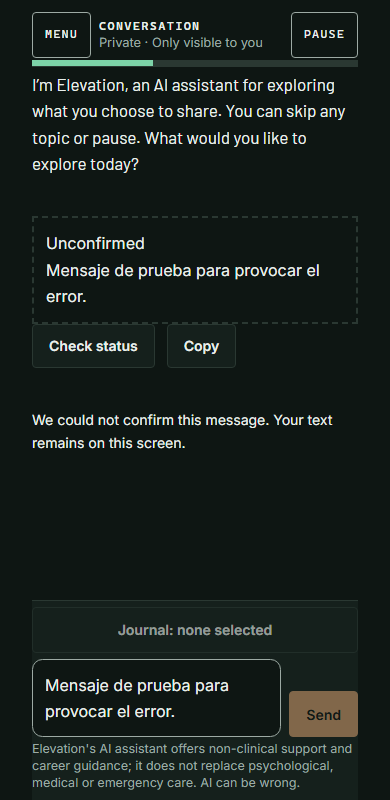 MENU
CONVERSATION
Private · Only visible to you
PAUSE
I’m Elevation, an AI assistant for exploring
what you choose to share. You can skip any
topic or pause. What would you like to
explore today?
Unconfirmed
Mensaje de prueba para provocar el
error.
Check status
Copy
We could not confirm this message. Your text
remains on this screen.
Journal: none selected
Mensaje de prueba para
provocar el error.
Send
Elevation's AI assistant offers non-clinical support and
career guidance; it does not replace psychological,
medical or emergency care. AI can be wrong.